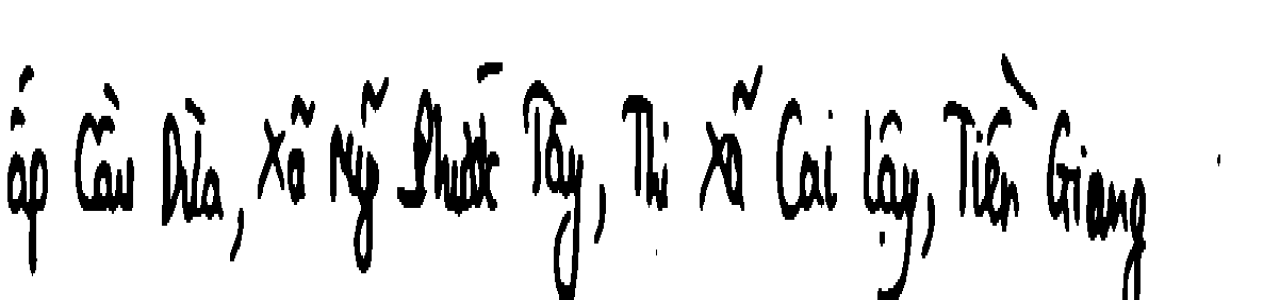 ấp Cầu Dừa, Xã Mỹ Phước Tây, Thị Xã Cai Lậy, Tiền Giang